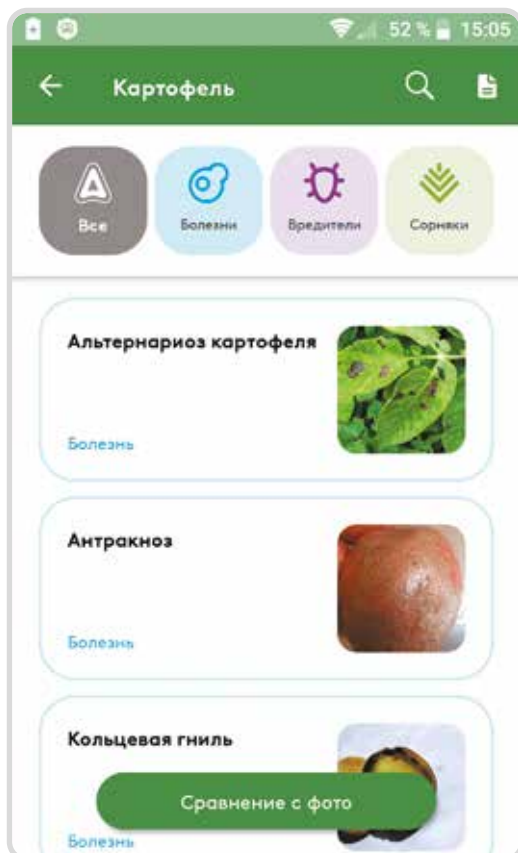 52 % 15:05
Картофель
Все
Болезни
Вредители
Сорняки
Альтернариоз картофеля
Болезнь
Антракноз
Болезнь
Кольцевая гниль
Сравнение с фото
Болезнь